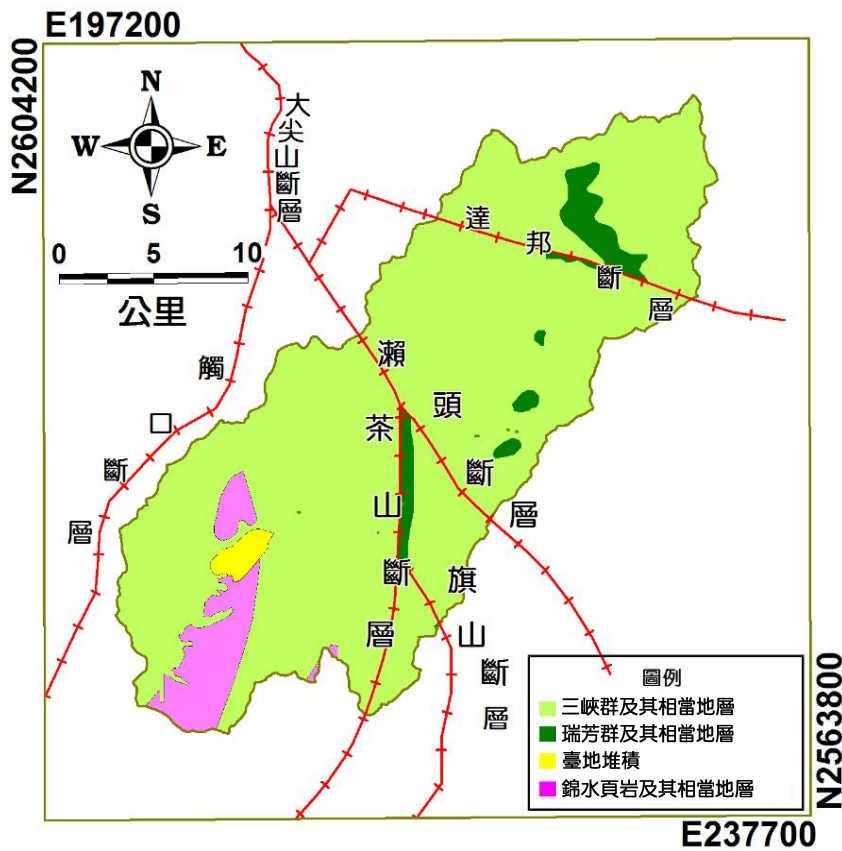 E197200
N2604200
N
W
E
S
0 5 10
公里
大尖山斷層
達邦斷層
瀨頭斷層
觸口斷層
茶山斷層
旗山斷層
圖例
三峽群及其相當地層
瑞芳群及其相當地層
臺地堆積
錦水頁岩及其相當地層
N2563800
E237700